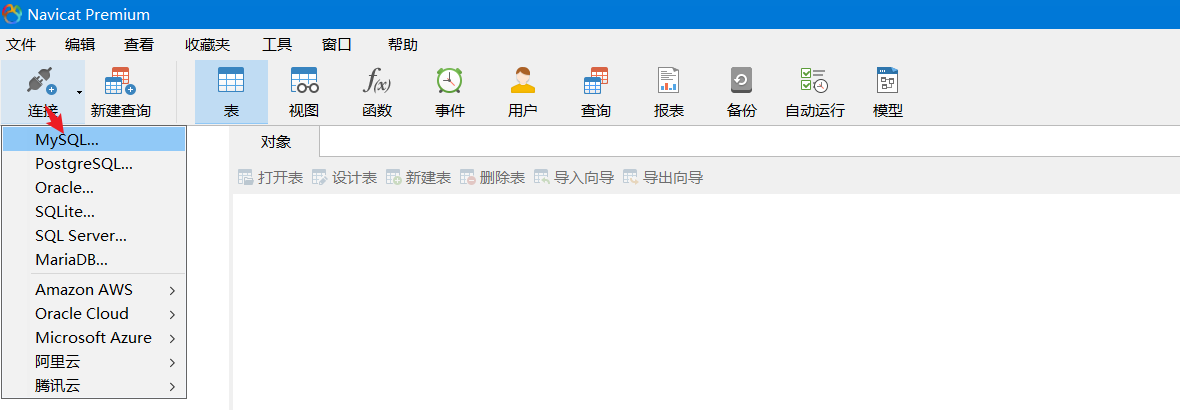 Navicat Premium
文件 编辑 查看 收藏夹 工具 窗口 帮助
连接 新建查询 表 视图 函数 事件 用户 查询 报表 备份 自动运行 模型
MySQL...
PostgreSQL...
Oracle...
SQLite...
SQL Server...
MariaDB...
Amazon AWS
Oracle Cloud
Microsoft Azure
阿里云
腾讯云
对象
打开表 设计表 新建表 删除表 导入向导 导出向导